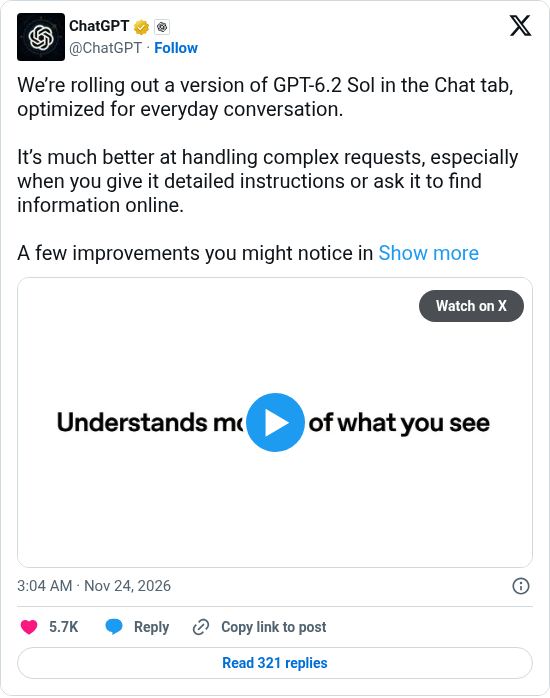 ChatGPT
@ChatGPT · Follow
We’re rolling out a version of GPT-6.2 Sol in the Chat tab,
optimized for everyday conversation.
It’s much better at handling complex requests, especially
when you give it detailed instructions or ask it to find
information online.
A few improvements you might notice in Show more
Watch on X
Understands of what you see
3:04 AM · Nov 24, 2026
5.7K Reply Copy link to post
Read 321 replies